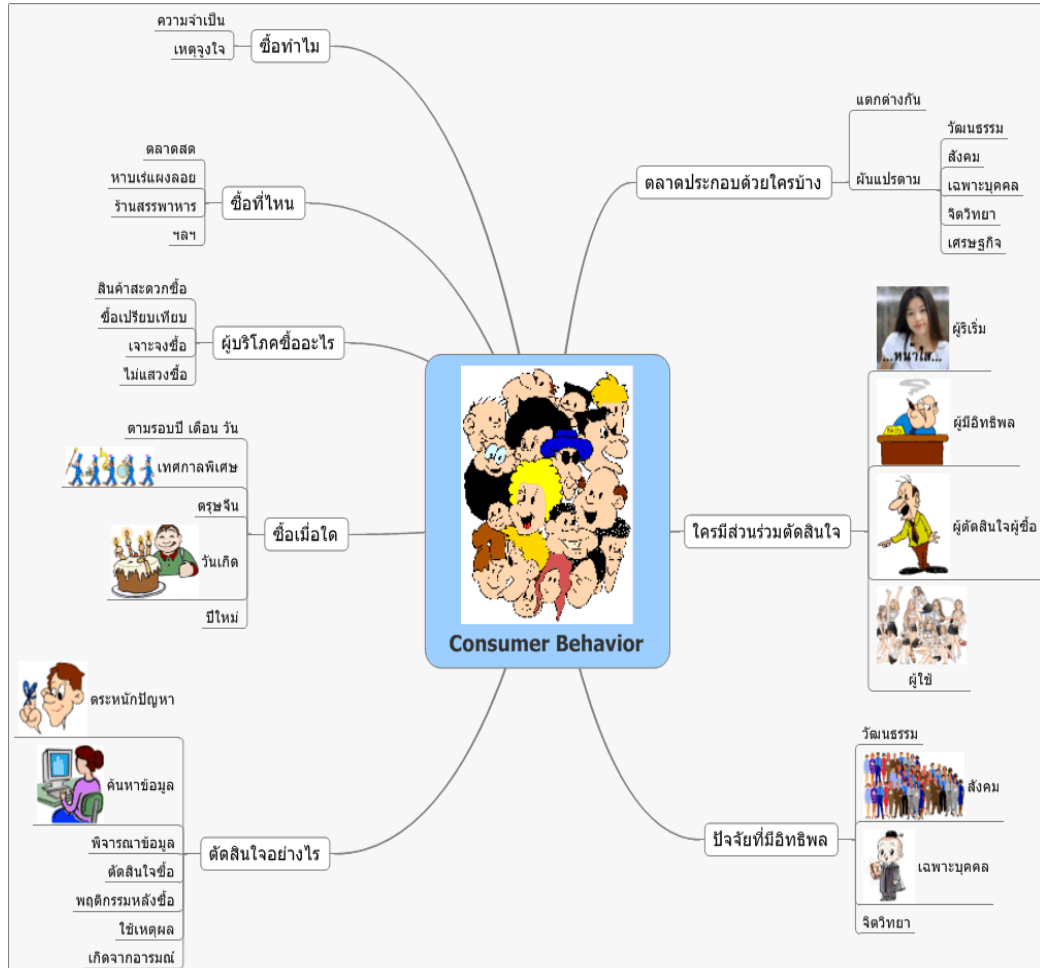 ซื้อทำไม
ความจำเป็น
เหตุจูงใจ
ซื้อที่ไหน
ตลาดสด
หาบเร่แผงลอย
ร้านสรรพาหาร
ฯลฯ
ผู้บริโภคซื้ออะไร
สินค้าสะดวกซื้อ
ซื้อเปรียบเทียบ
เจาะจงซื้อ
ไม่แสวงซื้อ
ซื้อเมื่อใด
ตามรอบปี เดือน วัน
เทศกาลพิเศษ
ตรุษจีน
วันเกิด
ปีใหม่
ตัดสินใจอย่างไร
ตระหนักปัญหา
ค้นหาข้อมูล
พิจารณาข้อมูล
ตัดสินใจซื้อ
พฤติกรรมหลังซื้อ
ใช้เหตุผล
เกิดจากอารมณ์
Consumer Behavior
ตลาดประกอบด้วยใครบ้าง
แตกต่างกัน
ผันแปรตาม
วัฒนธรรม
สังคม
เฉพาะบุคคล
จิตวิทยา
เศรษฐกิจ
ใครมีส่วนร่วมตัดสินใจ
ผู้ริเริ่ม
...หน้าใส...
ผู้มีอิทธิพล
ผู้ตัดสินใจผู้ซื้อ
ผู้ใช้
ปัจจัยที่มีอิทธิพล
วัฒนธรรม
สังคม
เฉพาะบุคคล
จิตวิทยา